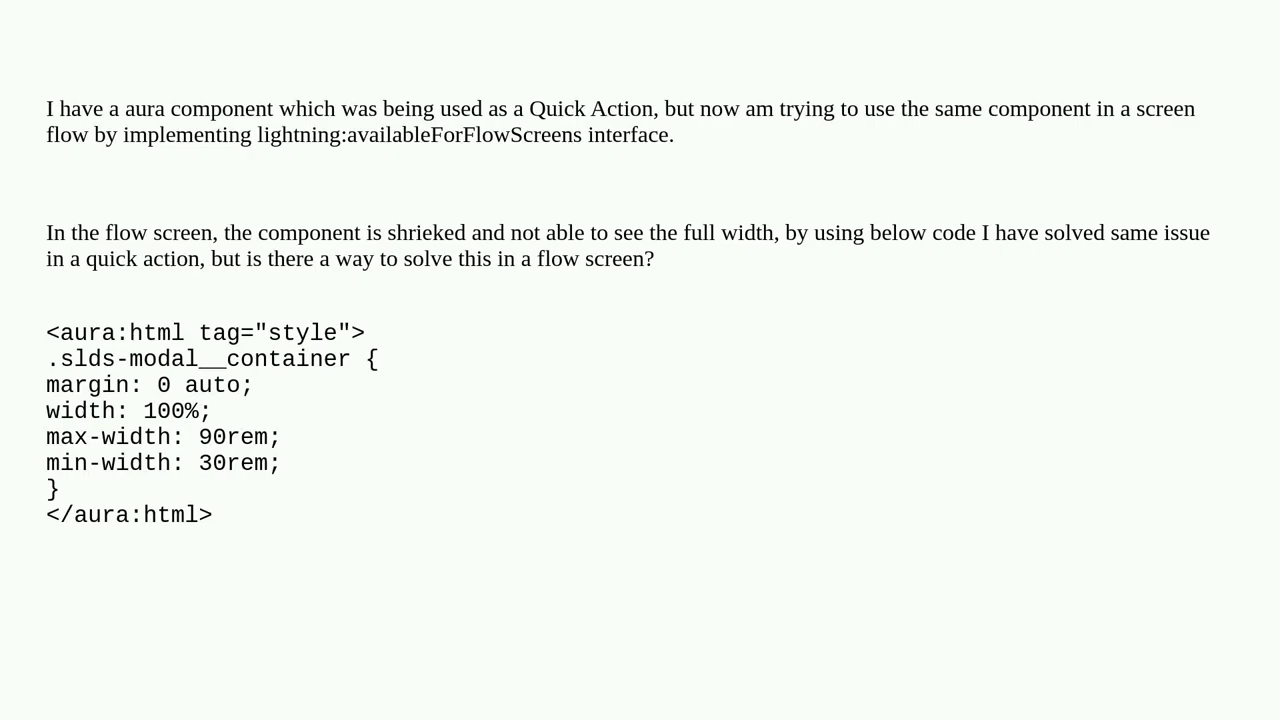 I have a aura component which was being used as a Quick Action, but now am trying to use the same component in a screen
flow by implementing lightning:availableForFlowScreens interface.
In the flow screen, the component is shrieked and not able to see the full width, by using below code I have solved same issue
in a quick action, but is there a way to solve this in a flow screen?
<aura:html tag="style">
.slds-modal__container {
margin: 0 auto;
width: 100%;
max-width: 90rem;
min-width: 30rem;
}
</aura:html>